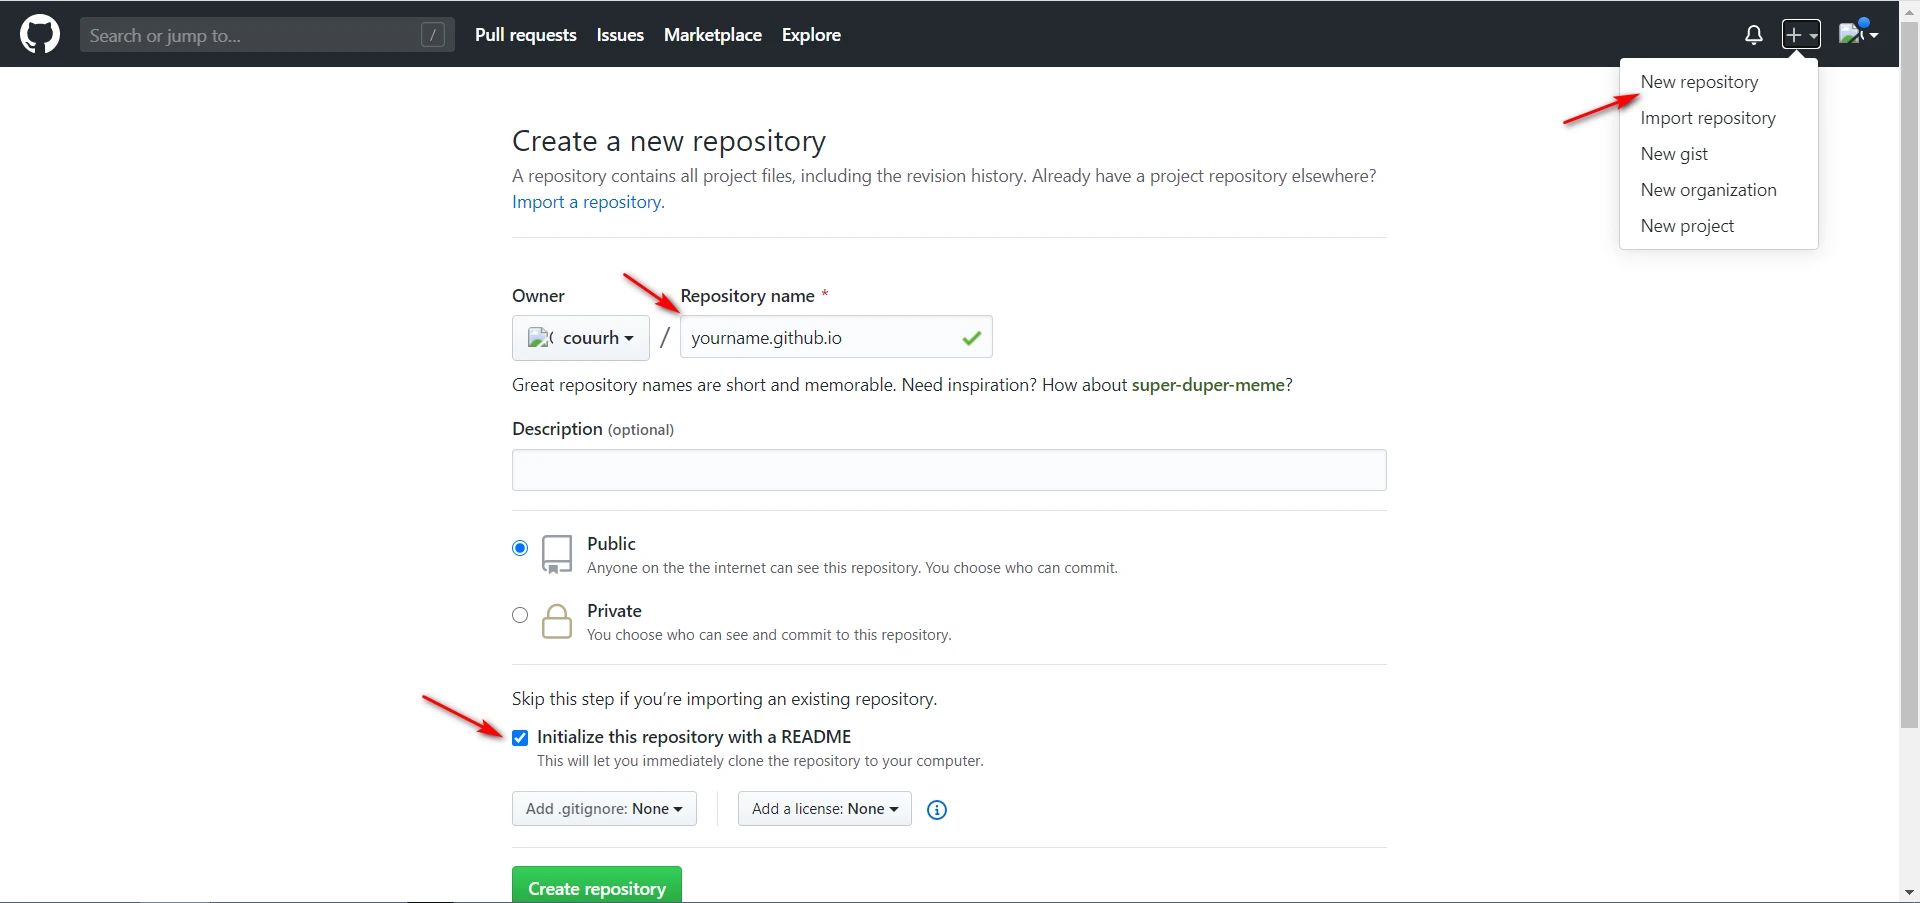 Search or jump to...
/
Pull requests
Issues
Marketplace
Explore
New repository
Import repository
New gist
New organization
New project
Create a new repository
A repository contains all project files, including the revision history. Already have a project repository elsewhere?
Import a repository.
Owner
Repository name *
couurh
/
yourname.github.io
Great repository names are short and memorable. Need inspiration? How about super-duper-meme?
Description (optional)
Public
Anyone on the the internet can see this repository. You choose who can commit.
Private
You choose who can see and commit to this repository.
Skip this step if you’re importing an existing repository.
Initialize this repository with a README
This will let you immediately clone the repository to your computer.
Add .gitignore: None
Add a license: None
Create repository